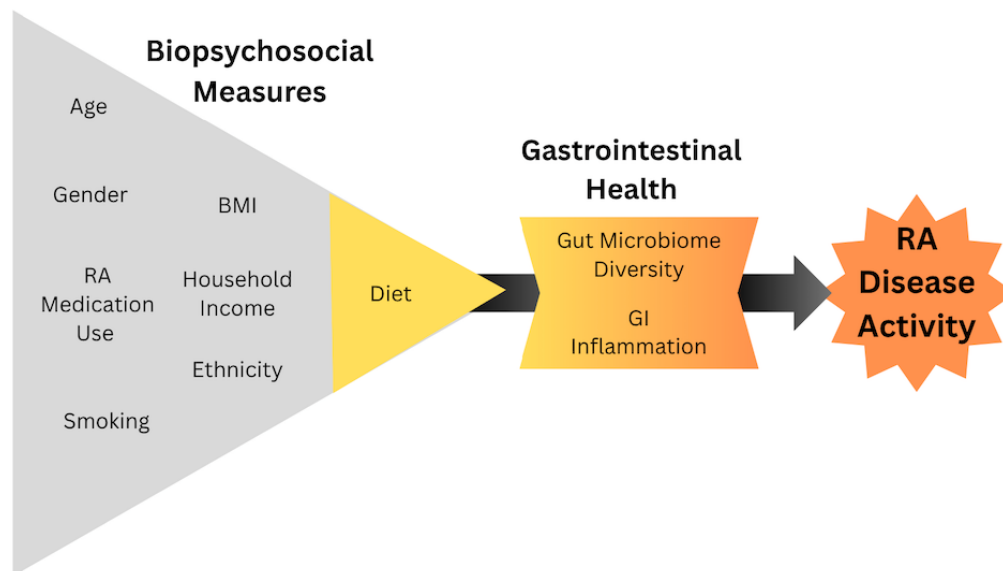 Biopsychosocial
Measures
Age
Gender
BMI
RA
Medication
Use
Household
Income
Ethnicity
Smoking
Diet
Gastrointestinal
Health
Gut Microbiome
Diversity
GI
Inflammation
RA
Disease
Activity